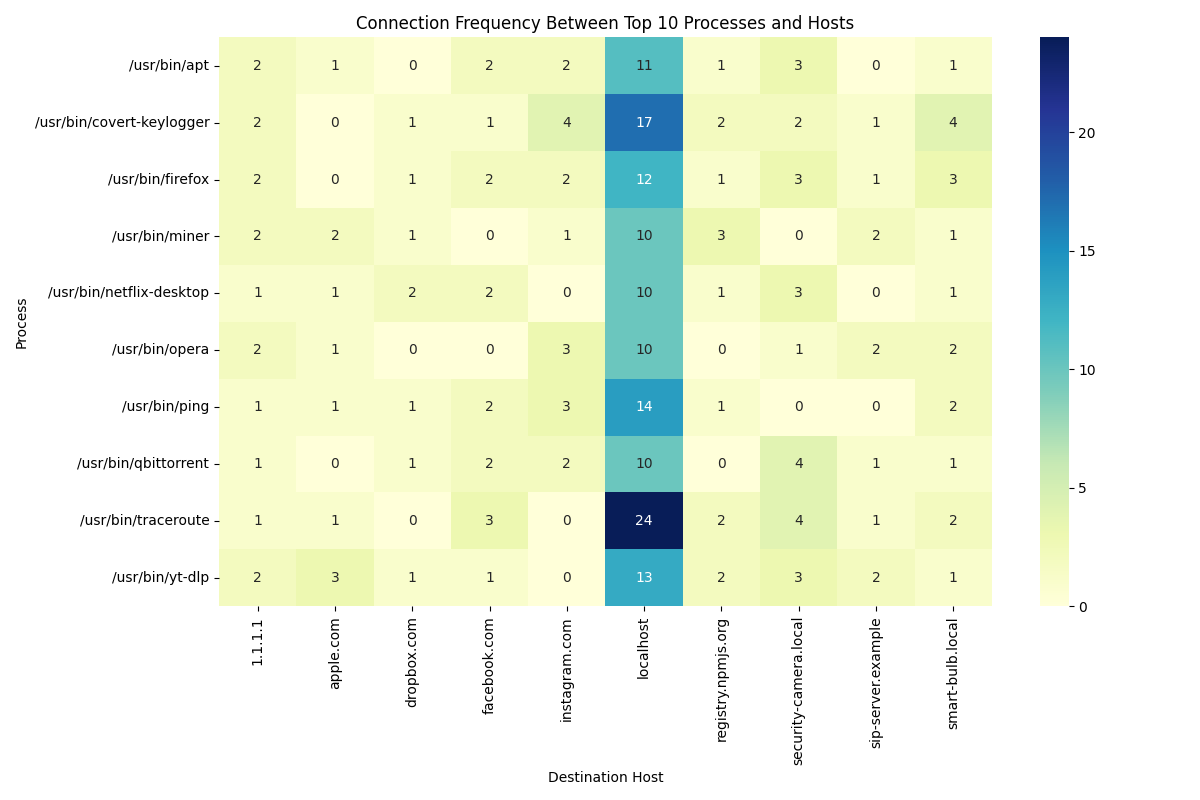 Connection Frequency Between Top 10 Processes and Hosts
/usr/bin/apt 2 1 0 2 2 11 1 3 0 1
/usr/bin/covert-keylogger 2 0 1 1 4 17 2 2 1 4
/usr/bin/firefox 2 0 1 2 2 12 1 3 1 3
/usr/bin/miner 2 2 1 0 1 10 3 0 2 1
/usr/bin/netflix-desktop 1 1 2 2 0 10 1 3 0 1
/usr/bin/opera 2 1 0 0 3 10 0 1 2 2
/usr/bin/ping 1 1 1 2 3 14 1 0 0 2
/usr/bin/qbittorrent 1 0 1 2 2 10 0 4 1 1
/usr/bin/traceroute 1 1 0 3 0 24 2 4 1 2
/usr/bin/yt-dlp 2 3 1 1 0 13 2 3 2 1
Process
1.1.1.1
apple.com
dropbox.com
facebook.com
instagram.com
localhost
registry.npmjs.org
security-camera.local
sip-server.example
smart-bulb.local
Destination Host
20
15
10
5
0